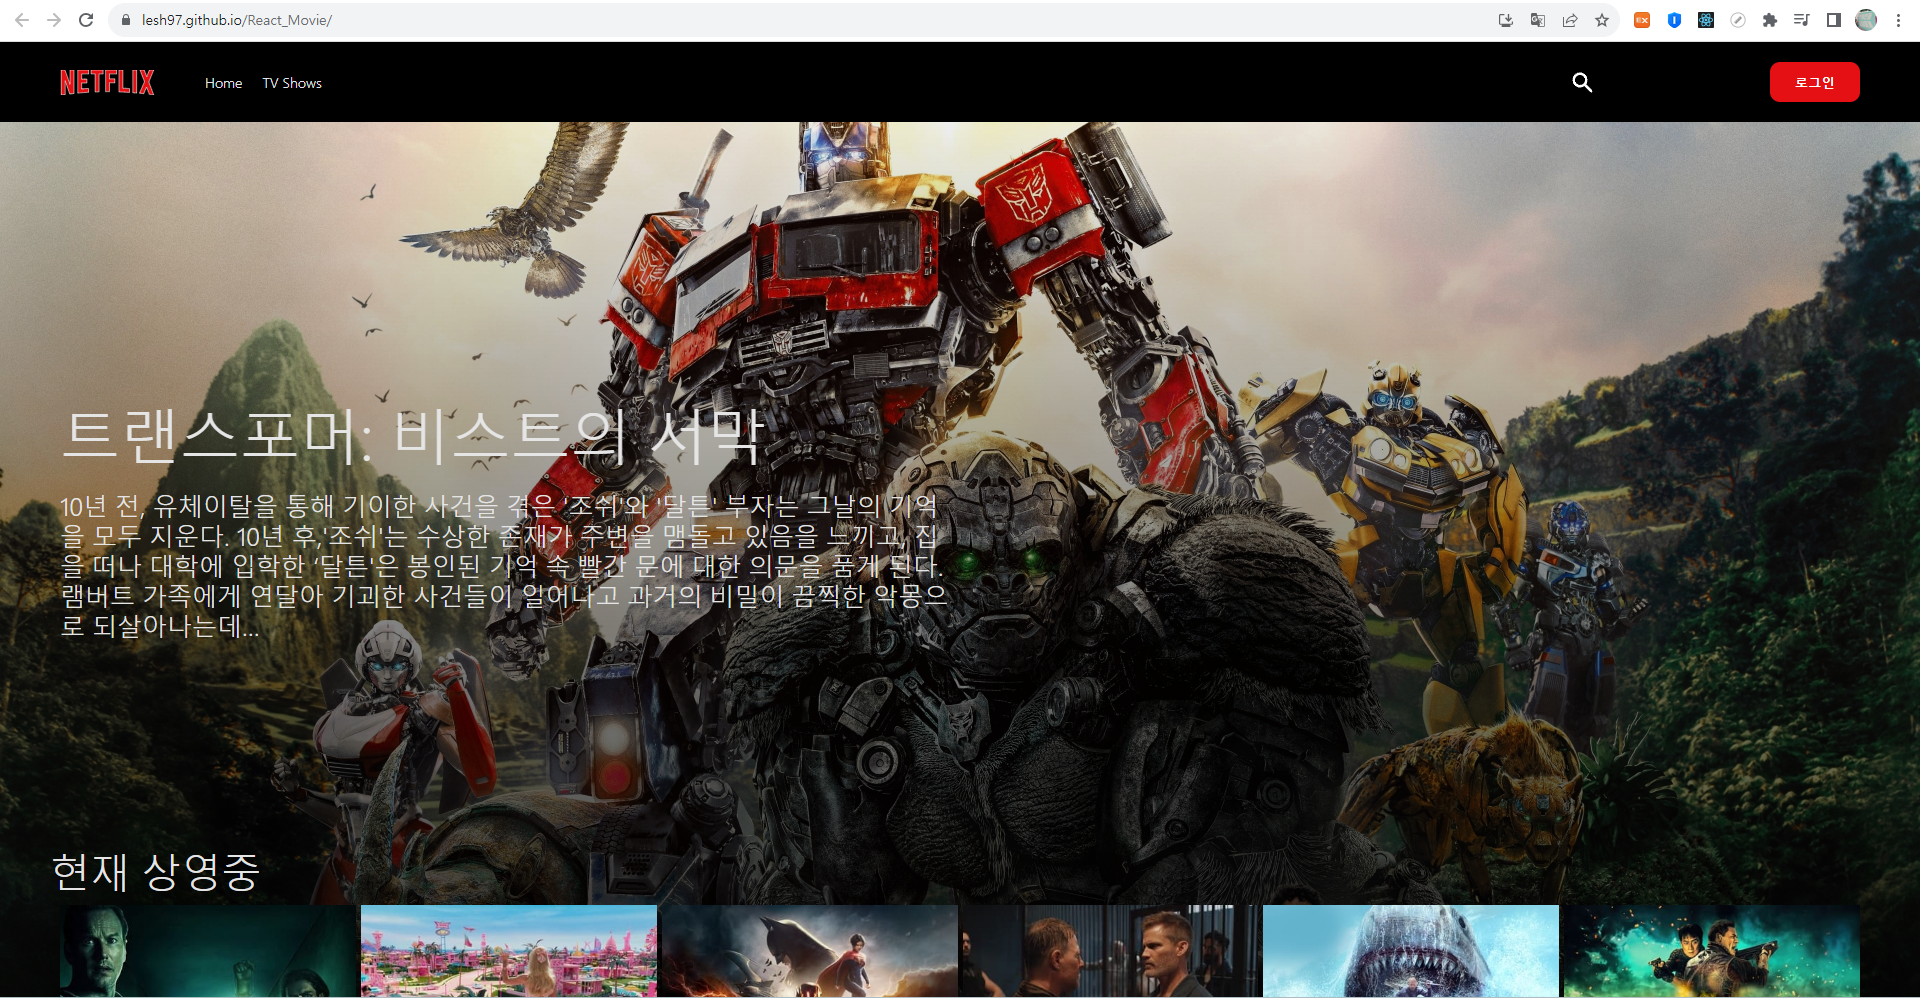 lesh97.github.io/React_Movie/
NETFLIX
Home
TV Shows
로그인
트랜스포머: 비스트의 서막
10년 전, 유체이탈을 통해 기이한 사건을 겪은 '조쉬'와 '달튼' 부자는 그날의 기억
을 모두 지운다. 10년 후,'조쉬'는 수상한 존재가 주변을 맴돌고 있음을 느끼고, 집
을 떠나 대학에 입학한 ‘달튼'은 봉인된 기억 속 빨간 문에 대한 의문을 품게 된다.
램버트 가족에게 연달아 기괴한 사건들이 일어나고 과거의 비밀이 끔찍한 악몽으
로 되살아나는데…
현재 상영중